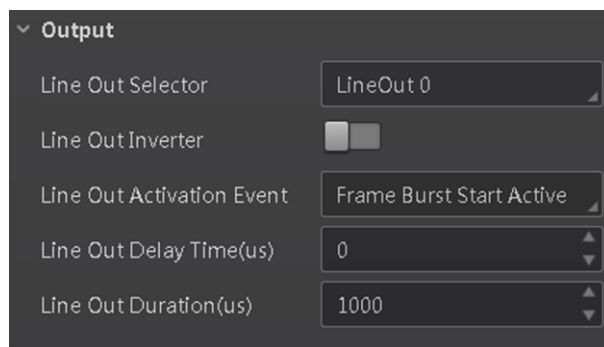 Output
Line Out Selector LineOut 0
Line Out Inverter
Line Out Activation Event Frame Burst Start Active
Line Out Delay Time(us) 0
Line Out Duration(us) 1000